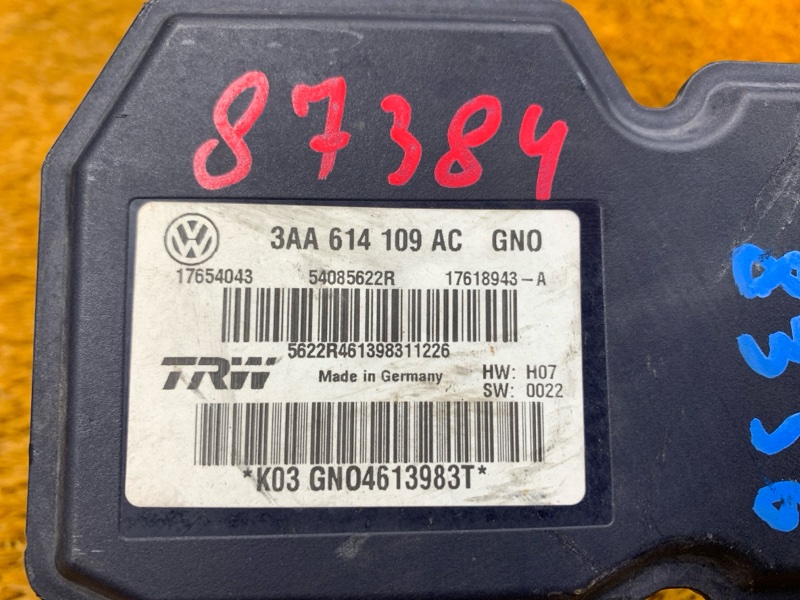 87384
3AA 614 109 AC GNO
17654043 54085622R 17618943-A
5622R461398311226
TRW Made in Germany HW: H07
SW: 0022
*K03 GNO4613983T*